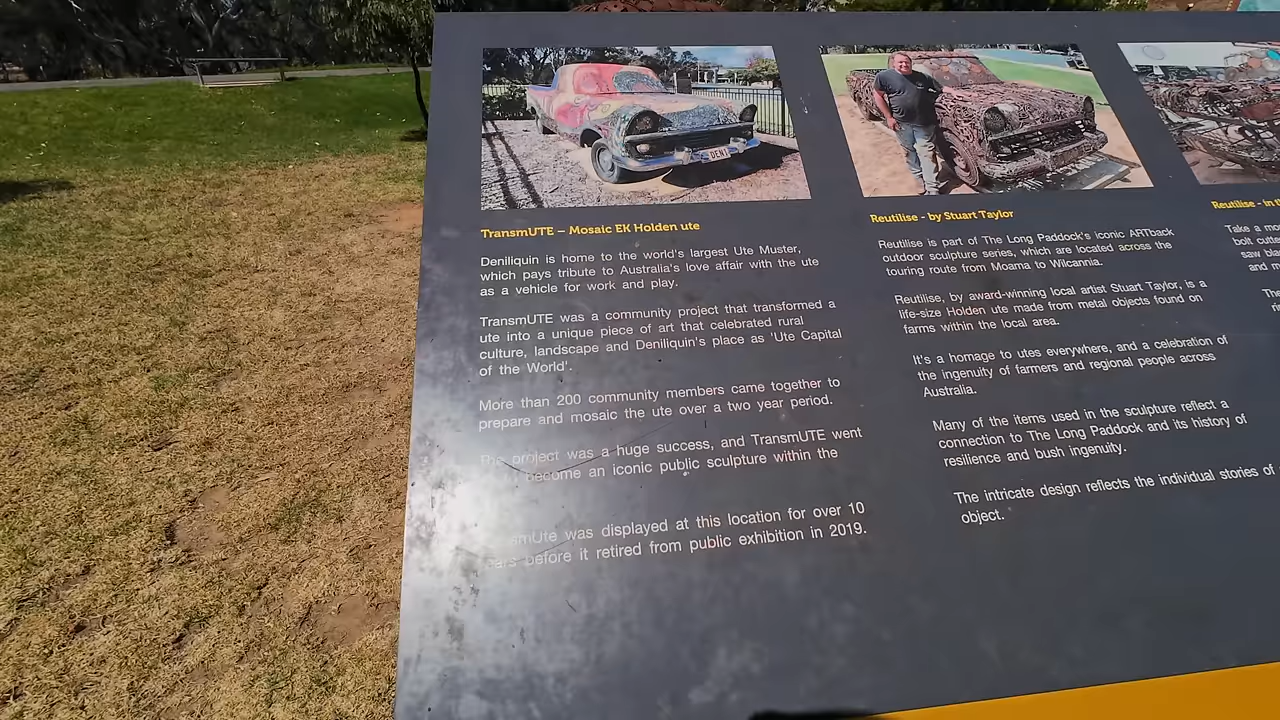 DEN1
TransmUTE – Mosaic EK Holden ute
Deniliquin is home to the world's largest Ute Muster,
which pays tribute to Australia's love affair with the ute
as a vehicle for work and play.
TransmUTE was a community project that transformed a
ute into a unique piece of art that celebrated rural
culture, landscape and Deniliquin's place as 'Ute Capital
of the World'.
More than 200 community members came together to
prepare and mosaic the ute over a two year period.
The project was a huge success, and TransmUTE went
become an iconic public sculpture within the
was displayed at this location for over 10
before it retired from public exhibition in 2019.
Reutilise - by Stuart Taylor
Reutilise is part of The Long Paddock's iconic ARTback
outdoor sculpture series, which are located across the
touring route from Moama to Wilcannia.
Reutilise, by award-winning local artist Stuart Taylor, is a
life-size Holden ute made from metal objects found on
farms within the local area.
It's a homage to utes everywhere, and a celebration of
the ingenuity of farmers and regional people across
Australia.
Many of the items used in the sculpture reflect a
connection to The Long Paddock and its history of
resilience and bush ingenuity.
The intricate design reflects the individual stories of
object.
Reutilise - in
Take a
bolt
saw
and